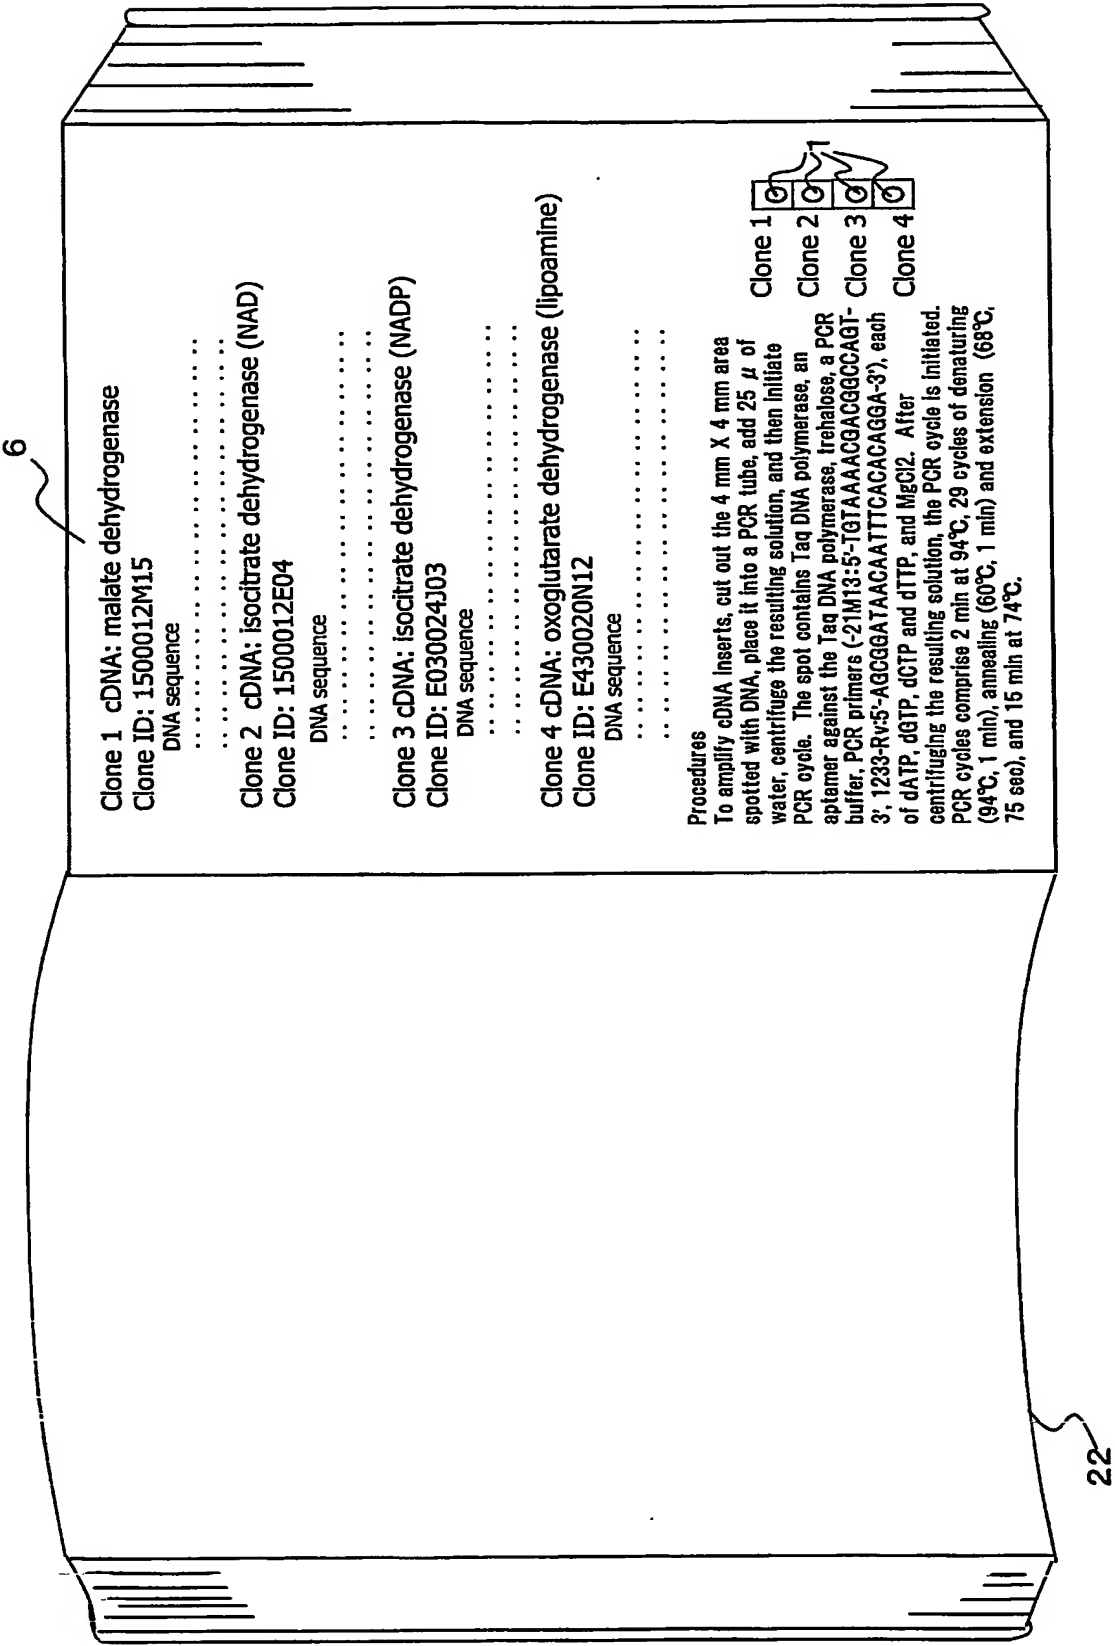 6
Clone 1 cDNA: malate dehydrogenase
Clone ID: 1500012M15
DNA sequence
Clone 2 cDNA: isocitrate dehydrogenase (NAD)
Clone ID: 1500012E04
DNA sequence
Clone 3 cDNA: isocitrate dehydrogenase (NADP)
Clone ID: E030024J03
DNA sequence
Clone 4 cDNA: oxoglutarate dehydrogenase (lipoamine)
Clone ID: E430020N12
DNA sequence
Procedures
To amplify cDNA inserts, cut out the 4 mm X 4 mm area
spotted with DNA, place it into a PCR tube, add 25 μ of
water, centrifuge the resulting solution, and then initiate
PCR cycle. The spot contains Taq DNA polymerase, an
aptamer against the Taq DNA polymerase, trehalose, a PCR
buffer, PCR primers (-21M13:5'-TGTAAAACGACGGCCAGT-
3', 1233-Rv:5'-AGCGGATAACAATTTCACACAGGA-3'), each
of dATP, dGTP, dCTP and dTTP, and MgCl2. After
centrifuging the resulting solution, the PCR cycle is initiated.
PCR cycles comprise 2 min at 94℃, 29 cycles of denaturing
(94℃, 1 min), annealing (60℃, 1 min) and extension (68℃,
75 sec), and 15 min at 74℃.
Clone 1
Clone 2
Clone 3
Clone 4
1
22